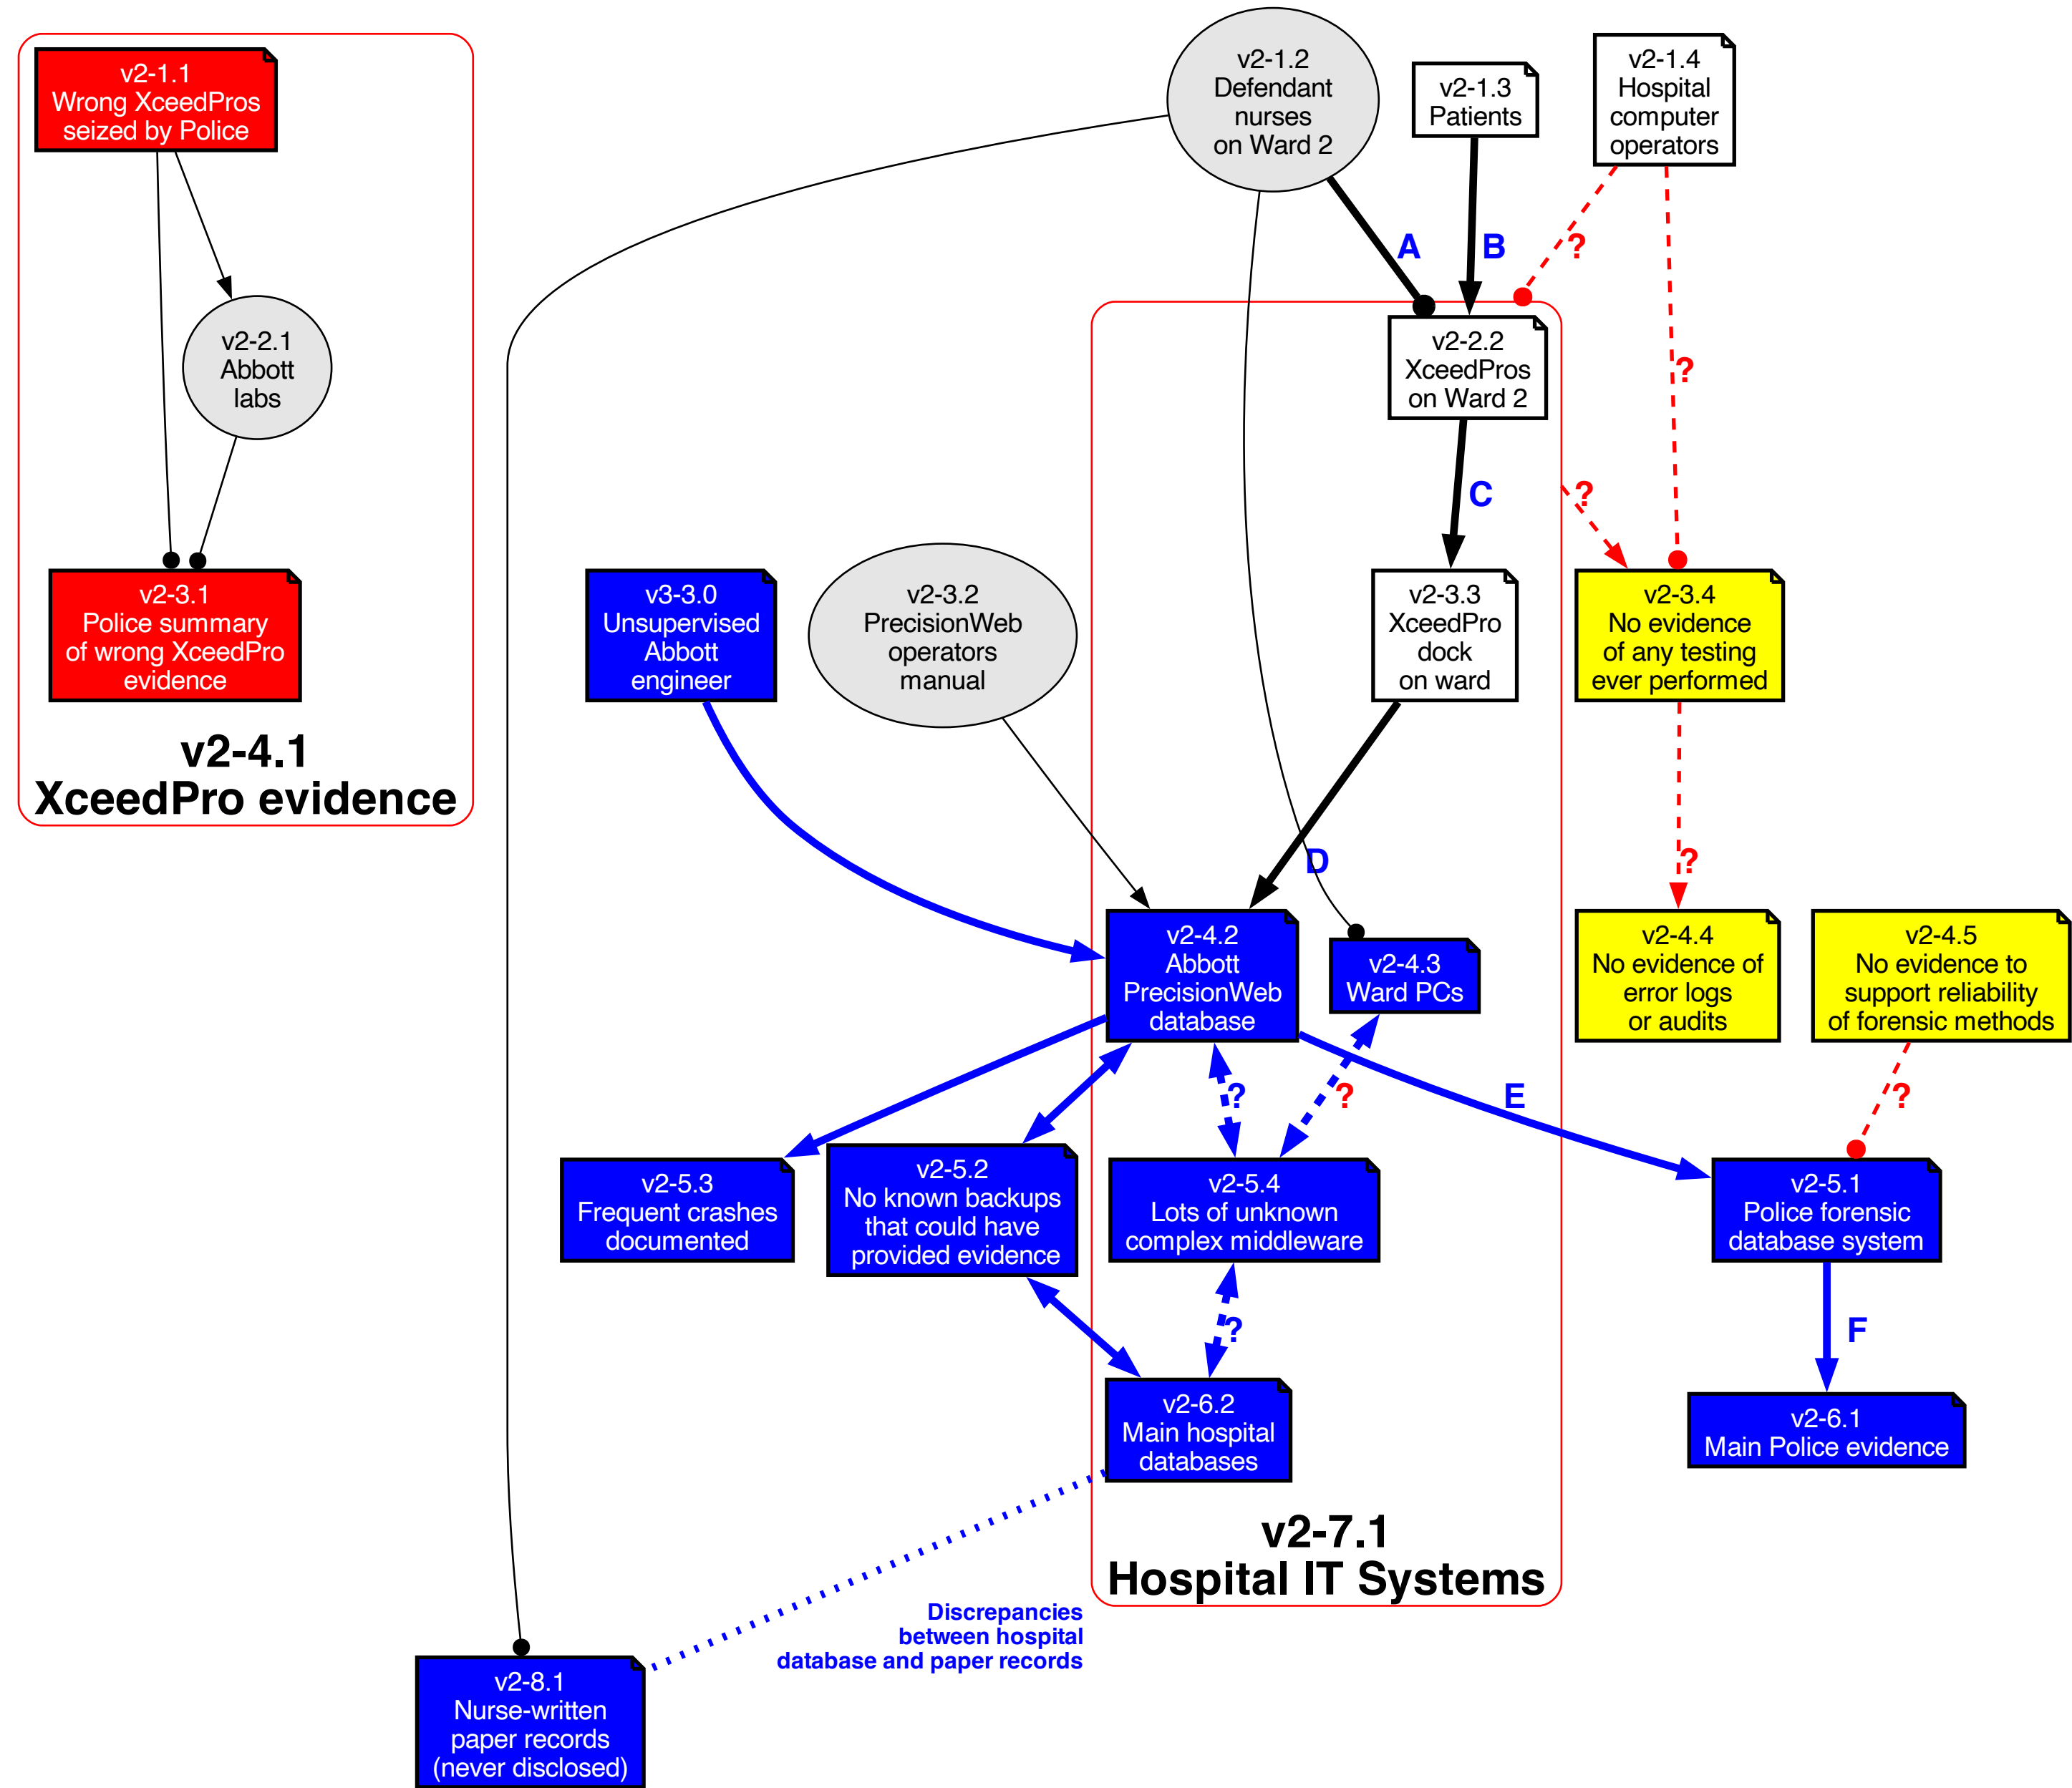 v2-1.1
Wrong XceedPros
seized by Police
v2-1.2
Defendant
nurses
on Ward 2
v2-1.3
Patients
v2-1.4
Hospital
computer
operators
A
B
?
v2-2.1
Abbott
labs
v2-2.2
XceedPros
on Ward 2
?
C
?
v2-3.1
Police summary
of wrong XceedPro
evidence
v3-3.0
Unsupervised
Abbott
engineer
v2-3.2
PrecisionWeb
operators
manual
v2-3.3
XceedPro
dock
on ward
v2-3.4
No evidence
of any testing
ever performed
v2-4.1
XceedPro evidence
D
?
v2-4.2
Abbott
PrecisionWeb
database
v2-4.3
Ward PCs
v2-4.4
No evidence of
error logs
or audits
v2-4.5
No evidence to
support reliability
of forensic methods
?
?
E
?
v2-5.3
Frequent crashes
documented
v2-5.2
No known backups
that could have
provided evidence
v2-5.4
Lots of unknown
complex middleware
v2-5.1
Police forensic
database system
?
F
v2-6.2
Main hospital
databases
v2-6.1
Main Police evidence
v2-7.1
Hospital IT Systems
Discrepancies
between hospital
database and paper records
v2-8.1
Nurse-written
paper records
(never disclosed)